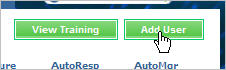 View Training Add User
ure AutoResp AutoMgr